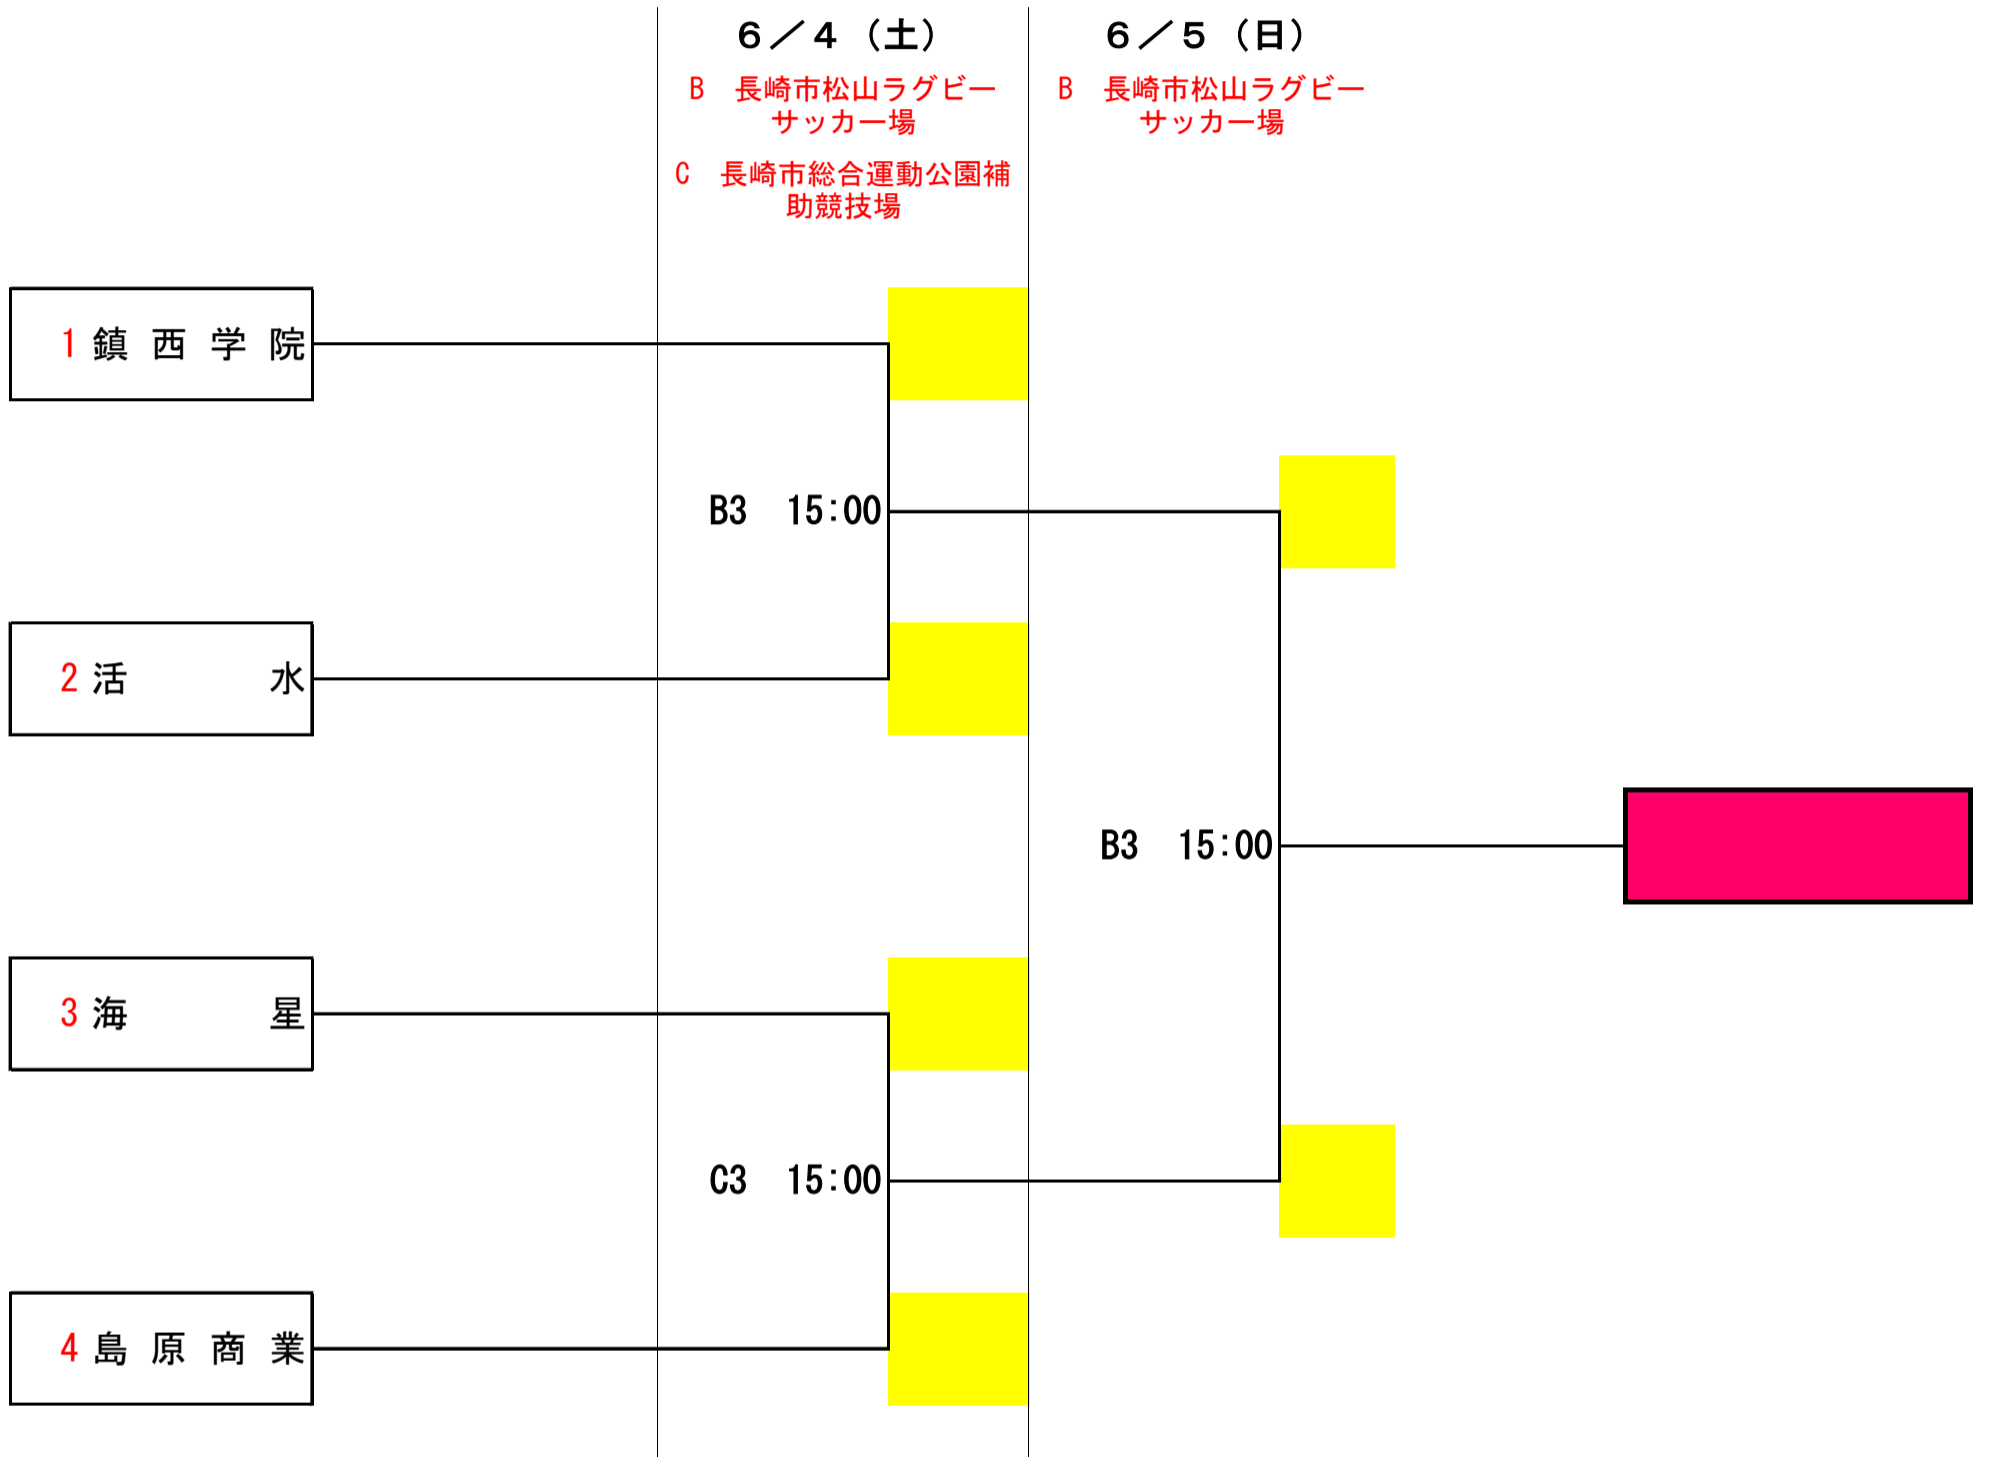 ６／４（土）
６／５（日）
B　長崎市松山ラグビー
サッカー場
B　長崎市松山ラグビー
サッカー場
C　長崎市総合運動公園補
助競技場
1 鎮西学院
B3　15:00
2 活水
B3　15:00
3 海星
C3　15:00
4 島原商業